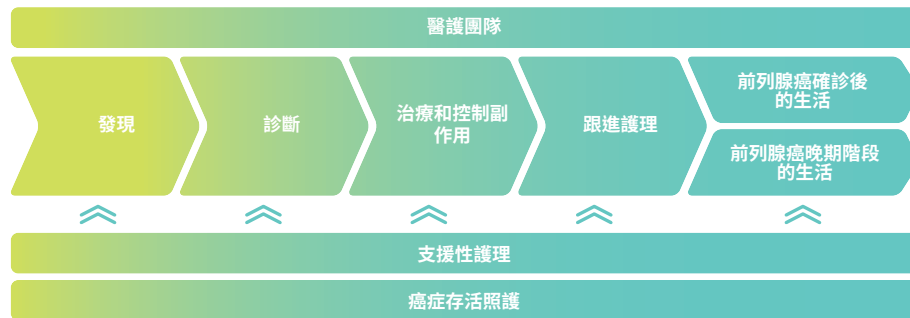 醫護團隊
發現
診斷
治療和控制副
作用
跟進護理
前列腺癌確診後
的生活
前列腺癌晚期階段
的生活
支援性護理
癌症存活照護